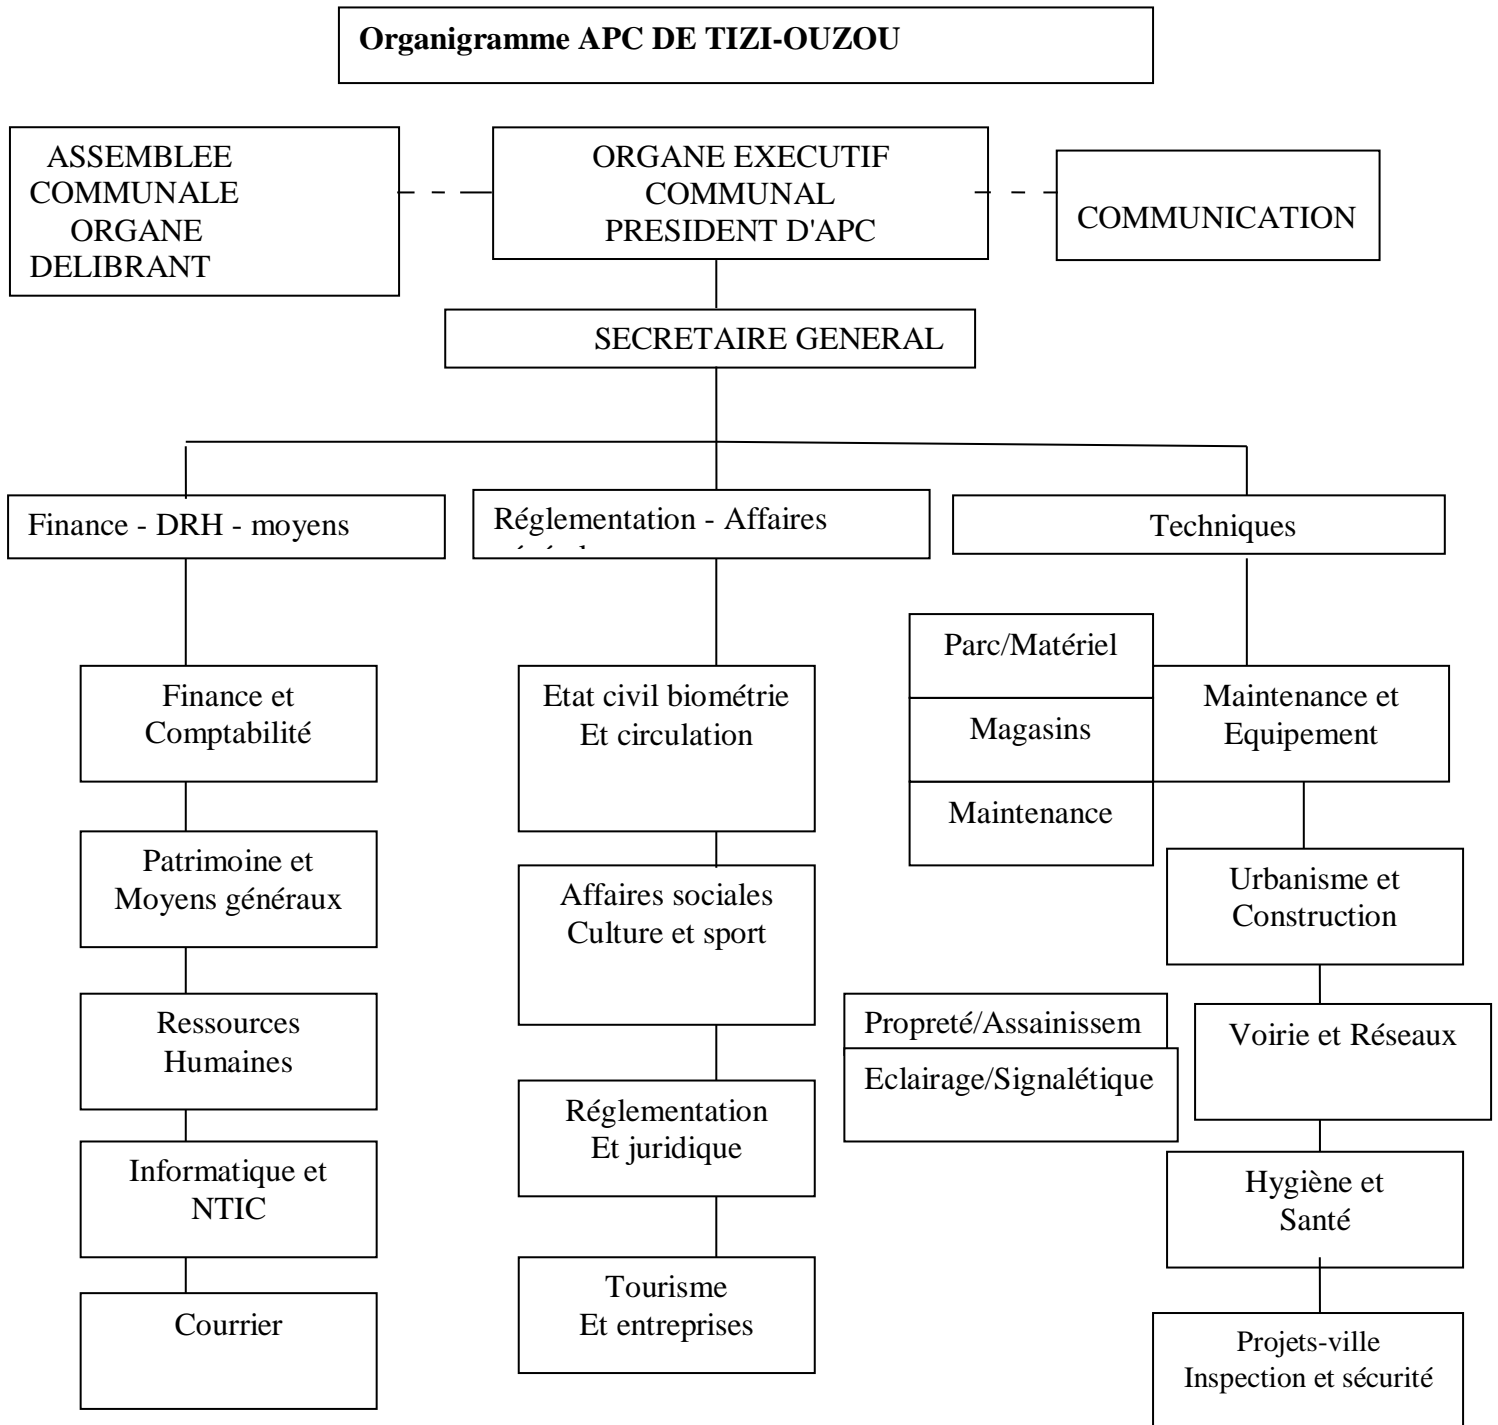 Organigramme APC DE TIZI-OUZOU
ASSEMBLEE
COMMUNALE
ORGANE
DELIBRANT
ORGANE EXECUTIF
COMMUNAL
PRESIDENT D'APC
COMMUNICATION
SECRETAIRE GENERAL
Finance - DRH - moyens
Réglementation - Affaires
Techniques
Finance et
Comptabilité
Patrimoine et
Moyens généraux
Ressources
Humaines
Informatique et
NTIC
Courrier
Etat civil biométrie
Et circulation
Affaires sociales
Culture et sport
Réglementation
Et juridique
Tourisme
Et entreprises
Parc/Matériel
Magasins
Maintenance
Maintenance et
Equipement
Urbanisme et
Construction
Propreté/Assainissem
Eclairage/Signalétique
Voirie et Réseaux
Hygiène et
Santé
Projets-ville
Inspection et sécurité